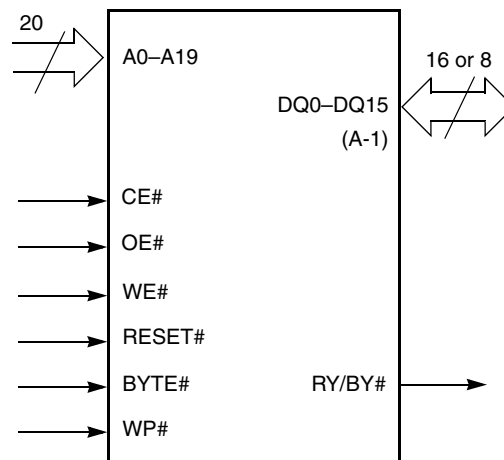 20
A0–A19
16 or 8
DQ0–DQ15
(A-1)
CE#
OE#
WE#
RESET#
BYTE#
RY/BY#
WP#